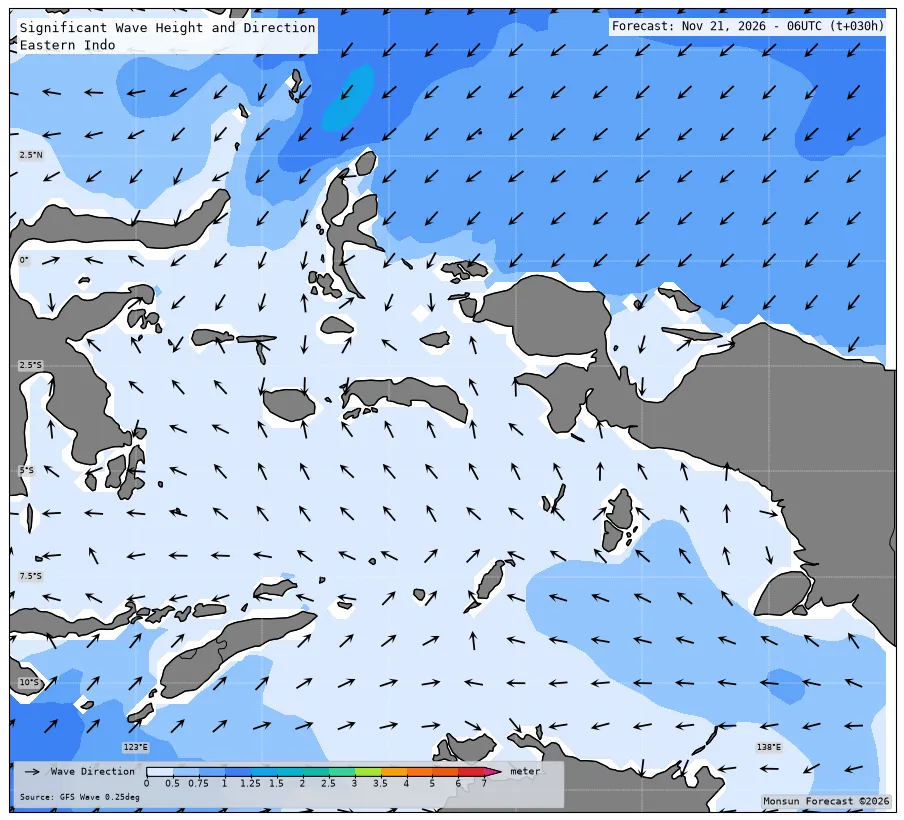 Significant Wave Height and Direction
Eastern Indo
Forecast: Nov 21, 2026 - 06UTC (t+030h)
2.5°N
0°
2.5°S
5°S
7.5°S
10°S
123°E
138°E
Wave Direction
meter
0 0.5 0.75 1 1.25 1.5 2 2.5 3 3.5 4 5 6 7
Source: GFS Wave 0.25deg
Monsun Forecast ©2026